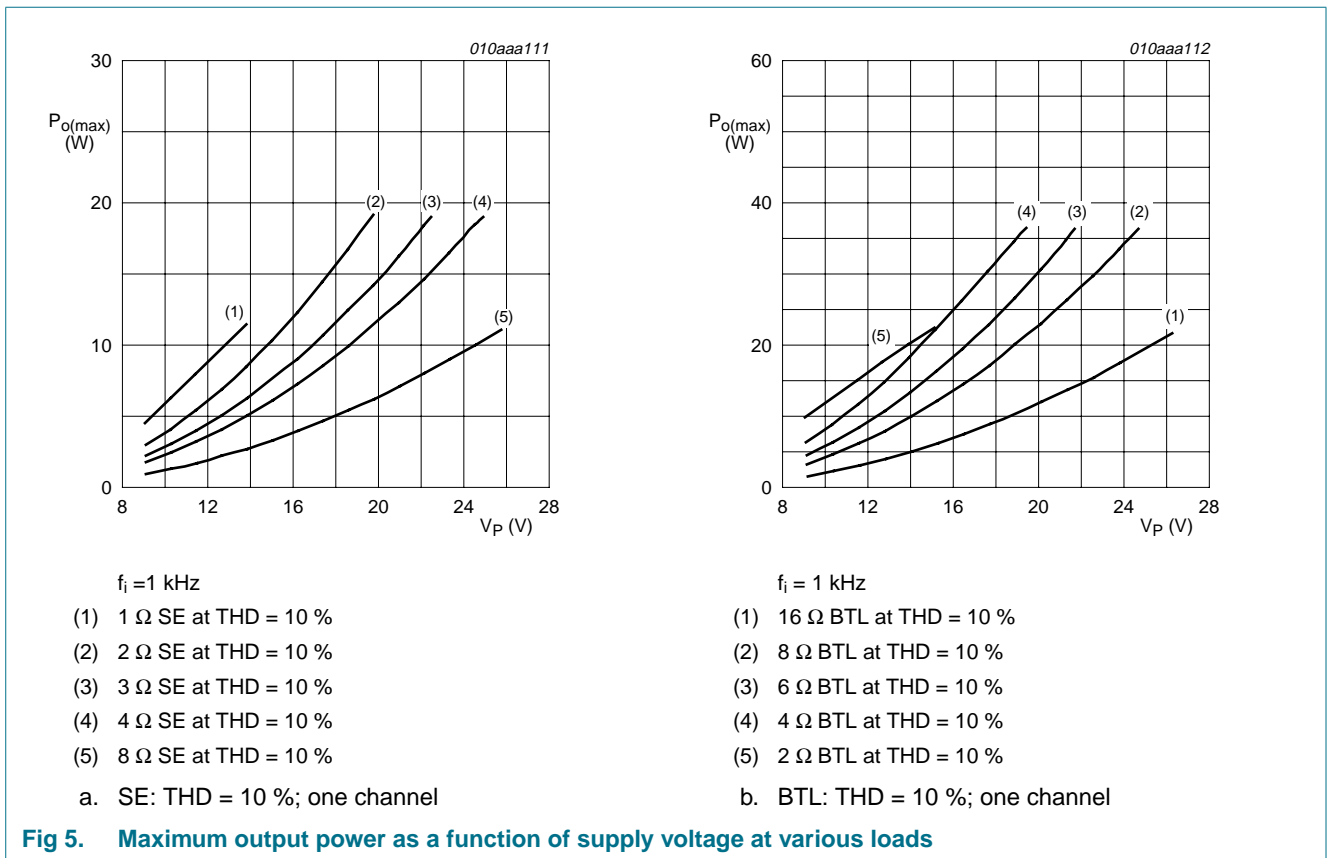 010aaa111
30
20
10
0
Po(max)
(W)
(1)
(2)
(3)
(4)
(5)
8 12 16 20 24 28
VP (V)
fi =1 kHz
(1) 1 Ω SE at THD = 10 %
(2) 2 Ω SE at THD = 10 %
(3) 3 Ω SE at THD = 10 %
(4) 4 Ω SE at THD = 10 %
(5) 8 Ω SE at THD = 10 %
a. SE: THD = 10 %; one channel
010aaa112
60
40
20
0
Po(max)
(W)
(4)
(3)
(2)
(5)
(1)
8 12 16 20 24 28
VP (V)
fi = 1 kHz
(1) 16 Ω BTL at THD = 10 %
(2) 8 Ω BTL at THD = 10 %
(3) 6 Ω BTL at THD = 10 %
(4) 4 Ω BTL at THD = 10 %
(5) 2 Ω BTL at THD = 10 %
b. BTL: THD = 10 %; one channel
Fig 5. Maximum output power as a function of supply voltage at various loads